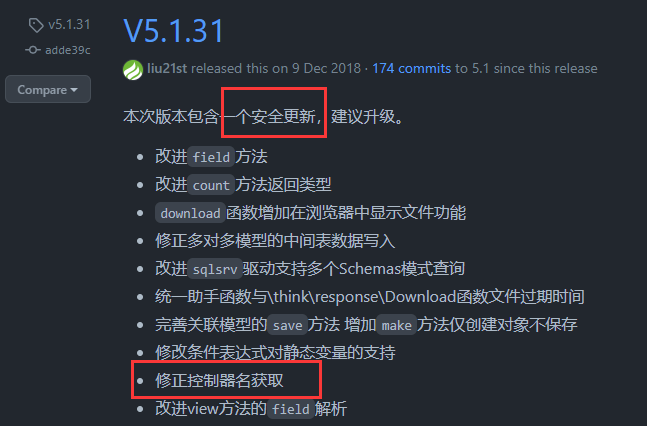 v5.1.31
adde39c
Compare
V5.1.31
liu21st released this on 9 Dec 2018 · 174 commits to 5.1 since this release
本次版本包含一个安全更新，建议升级。
改进field方法
改进count方法返回类型
download函数增加在浏览器中显示文件功能
修正多对多模型的中间表数据写入
改进sqlsrv驱动支持多个Schemas模式查询
统一助手函数与\think\response\Download函数文件过期时间
完善关联模型的save方法 增加make方法仅创建对象不保存
修改条件表达式对静态变量的支持
修正控制器名获取
改进view方法的field解析